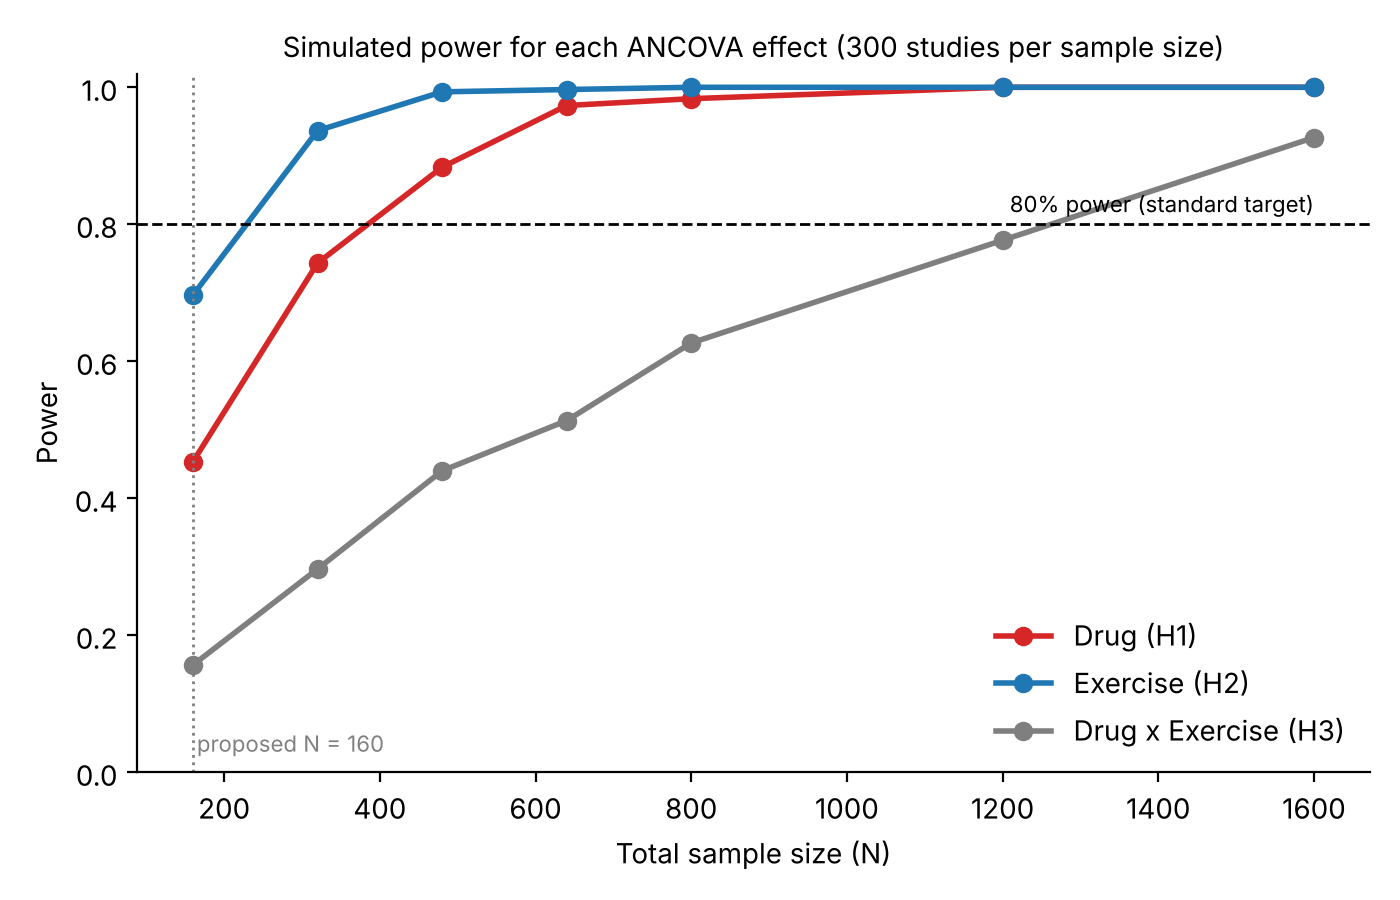 Simulated power for each ANCOVA effect (300 studies per sample size)
1.0
80% power (standard target)
0.8
0.6
Power
0.4
0.2
Drug (H1)
Exercise (H2)
Drug x Exercise (H3)
proposed N = 160
0.0
200 400 600 800 1000 1200 1400 1600
Total sample size (N)